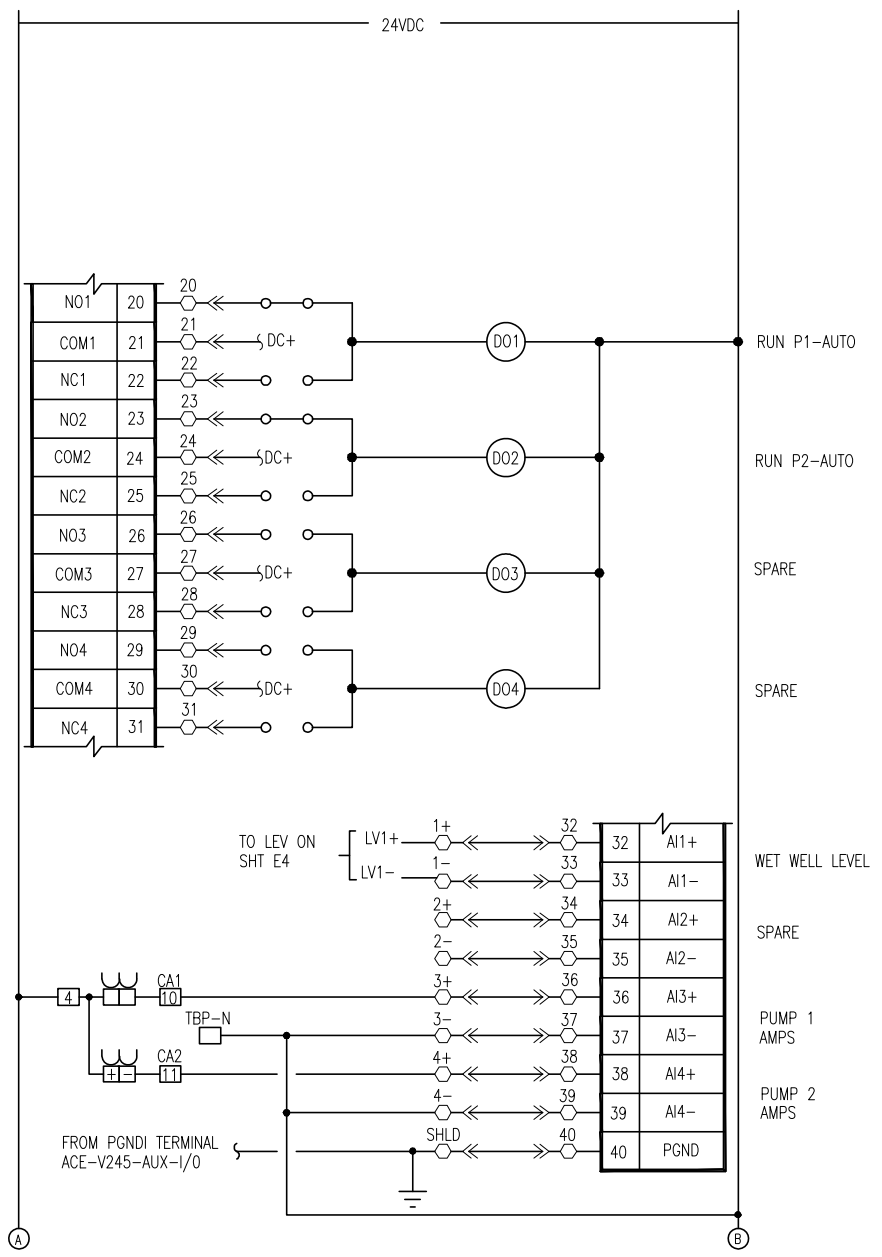 24VDC
NO1 20 20
COM1 21 21 DC+ DO1 RUN P1-AUTO
NC1 22 22
NO2 23 23
COM2 24 24 DC+ DO2 RUN P2-AUTO
NC2 25 25
NO3 26 26
COM3 27 27 DC+ DO3 SPARE
NC3 28 28
NO4 29 29
COM4 30 30 DC+ DO4 SPARE
NC4 31 31
TO LEV ON
SHT E4
LV1+ 1+ 32 32 AI1+
LV1- 1- 33 33 AI1-
WET WELL LEVEL
2+ 34 34 AI2+
SPARE
2- 35 35 AI2-
4 CA1 10 3+ 36 36 AI3+
TBP-N 3- 37 37 AI3-
PUMP 1
AMPS
+ - CA2 11 4+ 38 38 AI4+
4- 39 39 AI4-
PUMP 2
AMPS
FROM PGNDI TERMINAL
ACE-V245-AUX-I/O
SHLD 40 40 PGND
A B